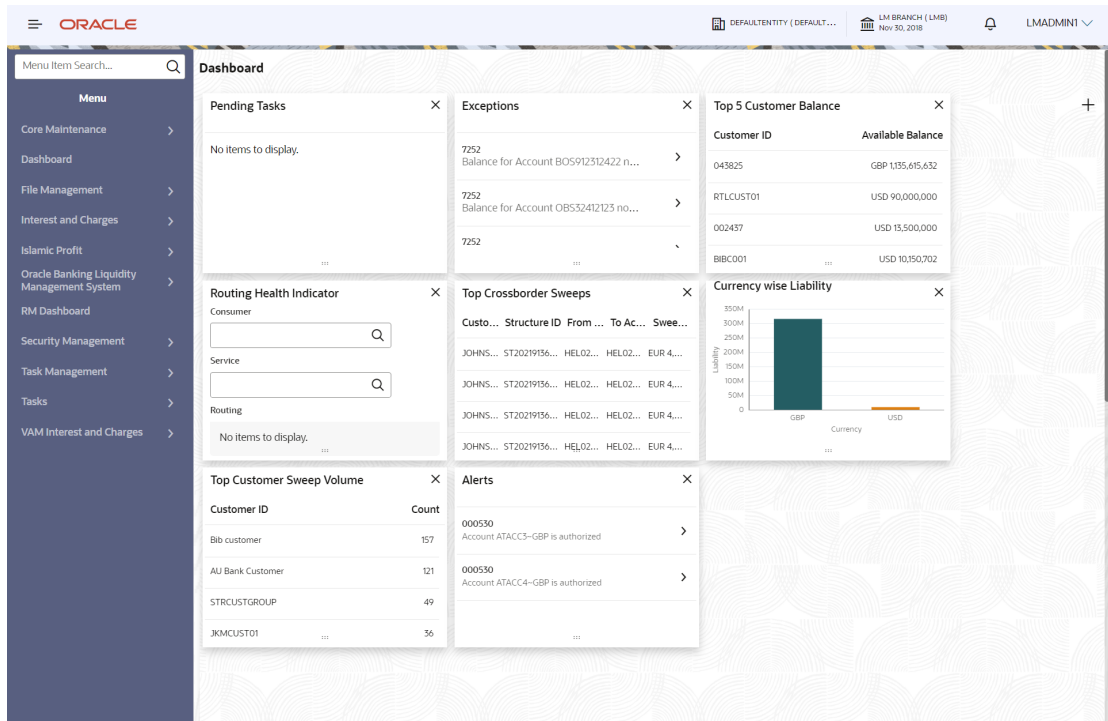 ORACLE
DEFAULTENTITY ( DEFAULT...
LM BRANCH ( LMB)
Nov 30, 2018
LMADMIN1
Menu Item Search...
Menu
Core Maintenance
Dashboard
File Management
Interest and Charges
Islamic Profit
Oracle Banking Liquidity
Management System
RM Dashboard
Security Management
Task Management
Tasks
VAM Interest and Charges
Dashboard
Pending Tasks
No items to display.
Exceptions
7252
Balance for Account BOS912312422 n...
7252
Balance for Account OBS32412123 no...
7252
Top 5 Customer Balance
Customer ID Available Balance
043825 GBP 1,135,615,632
RTLCUST01 USD 90,000,000
002437 USD 13,500,000
BIBC001 USD 10,150,702
Routing Health Indicator
Consumer
Service
Routing
No items to display.
Top Crossborder Sweeps
Custo... Structure ID From ... To Ac... Swee...
JOHNS... ST20219136... HEL02... HEL02... EUR 4,...
JOHNS... ST20219136... HEL02... HEL02... EUR 4,...
JOHNS... ST20219136... HEL02... HEL02... EUR 4,...
JOHNS... ST20219136... HEL02... HEL02... EUR 4,...
Currency wise Liability
350M
300M
250M
200M
150M
100M
50M
0
Liability
GBP USD
Currency
Top Customer Sweep Volume
Customer ID Count
Bib customer 157
AU Bank Customer 121
STRCUSTGROUP 49
JKMCUST01 36
Alerts
000530
Account ATACC3-GBP is authorized
000530
Account ATACC4-GBP is authorized